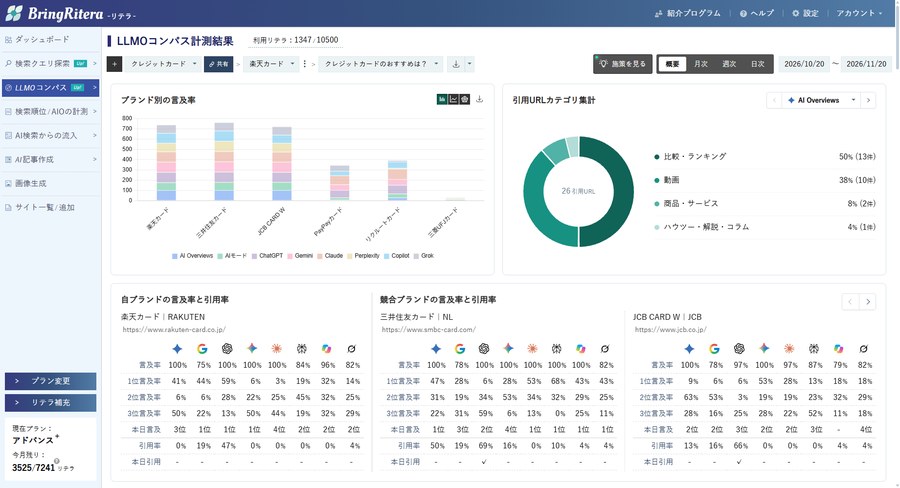 BringRitera -リテラ-
紹介プログラム
ヘルプ
設定
アカウント
ダッシュボード
検索クエリ探索
LLMOコンパス
検索順位/AIOの計測
AI検索からの流入
AI記事作成
画像生成
サイト一覧/追加
> プラン変更
> リテラ補充
現在プラン：
アドバンス+
今月残り：
3525/7241 リテラ
LLMOコンパス計測結果
利用リテラ：1347/10500
+ クレジットカード 共有 > 楽天カード > クレジットカードのおすすめは？
施策を見る
概要 月次 週次 日次
2026/10/20 〜 2026/11/20
ブランド別の言及率
800
700
600
500
400
300
200
100
0
楽天カード
三井住友カード
JCB CARD W
PayPayカード
リクルートカード
三菱UFJカード
AI Overviews AIモード ChatGPT Gemini Claude Perplexity Copilot Grok
引用URLカテゴリ集計
AI Overviews
26 引用URL
比較・ランキング 50% (13件)
動画 38% (10件)
商品・サービス 8% (2件)
ハウツー・解説・コラム 4% (1件)
自ブランドの言及率と引用率
楽天カード｜RAKUTEN
https://www.rakuten-card.co.jp/
言及率 100% 75% 100% 100% 100% 84% 96% 82%
1位言及率 41% 44% 59% 6% 3% 19% 32% 14%
2位言及率 6% 6% 28% 22% 25% 45% 32% 25%
3位言及率 50% 22% 13% 50% 44% 19% 32% 29%
本日言及 3位 1位 1位 3位 3位 2位 1位 2位
引用率 0% 19% 47% 0% 0% 0% 4% 4%
本日引用 - - - - - - - -
競合ブランドの言及率と引用率
三井住友カード｜NL
https://www.smbc-card.com/
言及率 100% 78% 100% 100% 100% 100% 100% 82%
1位言及率 47% 28% 6% 28% 53% 68% 43% 43%
2位言及率 31% 19% 34% 53% 34% 32% 29% 25%
3位言及率 22% 31% 59% 6% 13% 0% 25% 11%
本日言及 1位 3位 2位 4位 1位 1位 1位 1位
引用率 50% 19% 69% 16% 0% 10% 4% 4%
本日引用 - - ✓ - - - - -
JCB CARD W｜JCB
https://www.jcb.co.jp/
言及率 100% 78% 97% 100% 97% 87% 79% 82%
1位言及率 9% 6% 6% 53% 28% 13% 18% 18%
2位言及率 63% 53% 3% 19% 19% 23% 32% 29%
3位言及率 28% 16% 25% 28% 22% 52% 11% 18%
本日言及 2位 2位 3位 2位 2位 3位 - 4位
引用率 13% 16% 66% 0% 0% 0% 4% 4%
本日引用 - - ✓ - - - - -